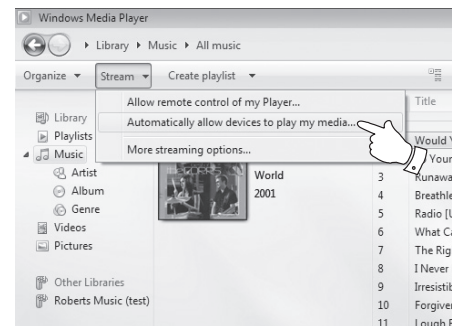 Windows Media Player
Library ▸ Music ▸ All music
Organize Stream Create playlist
Allow remote control of my Player...
Automatically allow devices to play my media...
More streaming options...
Title
Library
Playlists
Music
Artist
Album
Genre
Videos
Pictures
Other Libraries
Roberts Music (test)
World
2001
Would
Your
3 Runawa
4 Breathle
5 Radio [U
6 What Ca
7 The Rig
8 I Never
9 Irresistib
10 Forgive
11 Lough E